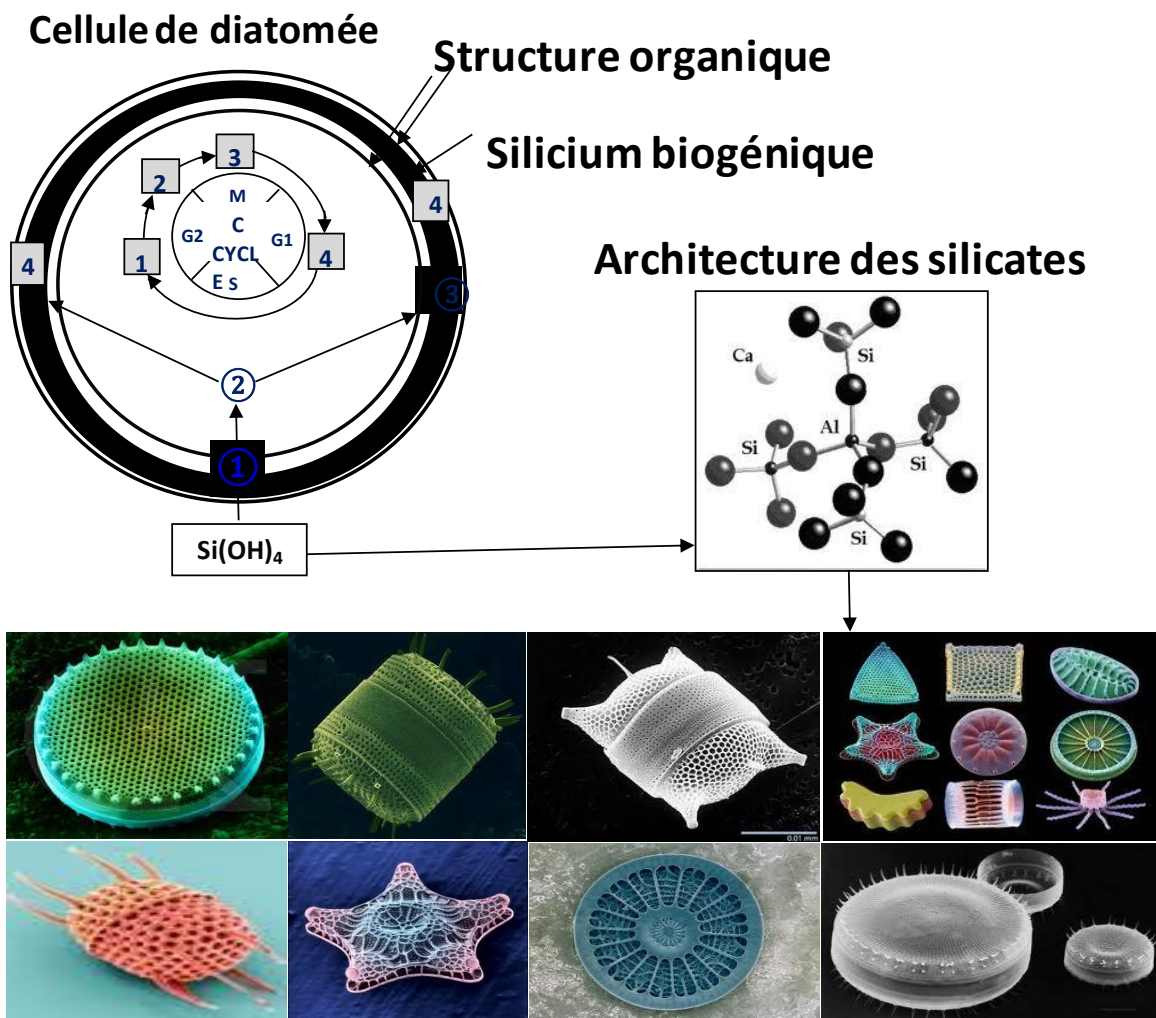 Cellule de diatomée
Structure organique
Silicium biogénique
3
2
M
4
C
G2
G1
CYCL
1
4
4
E S
3
2
1
Si(OH)4
Architecture des silicates
Si
Ca
Al
Si
Si
Si
0.01 mm